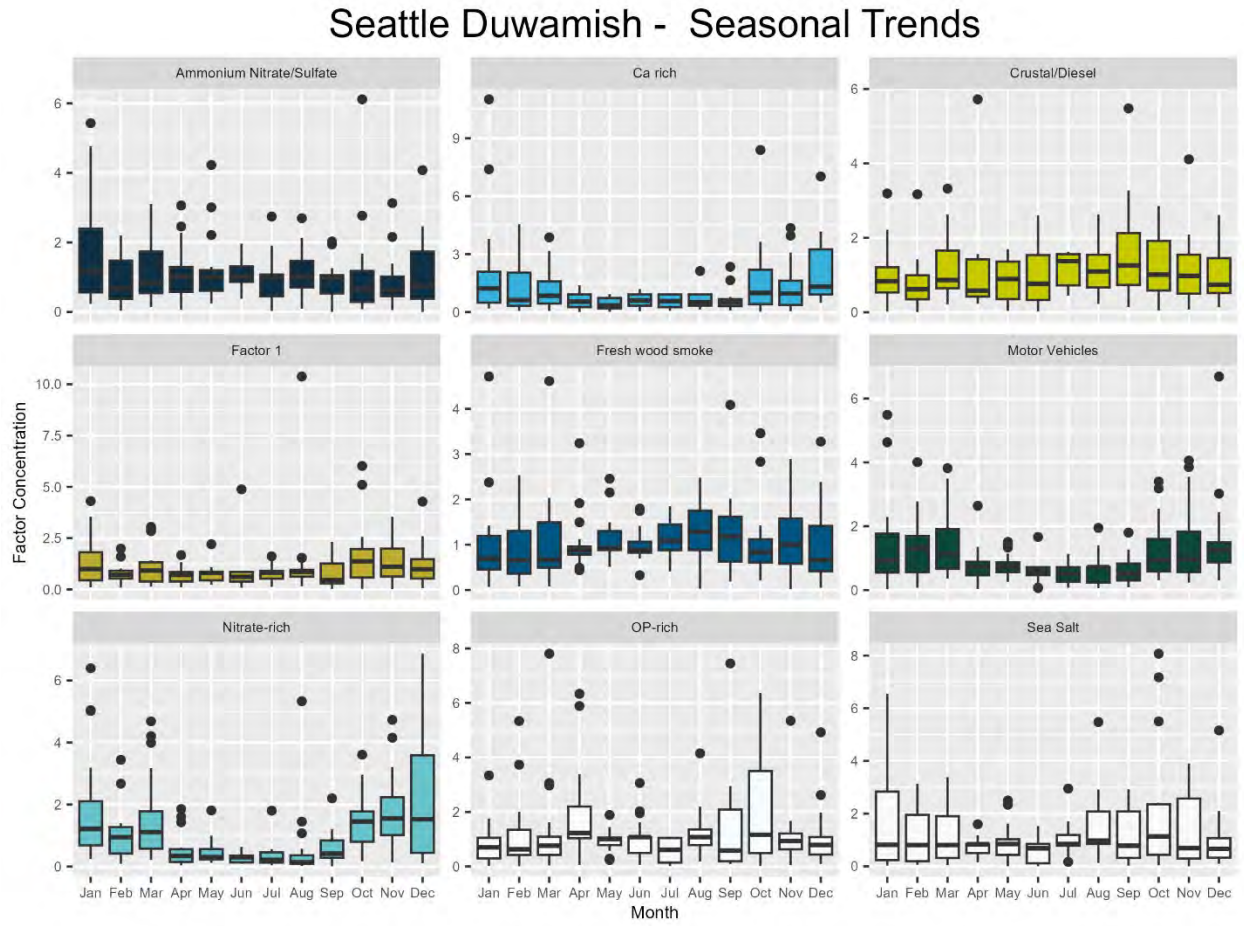 Seattle Duwamish -  Seasonal Trends
Ammonium Nitrate/Sulfate
6
4
2
0
Ca rich
9
6
3
0
Crustal/Diesel
6
4
2
0
Factor Concentration
Factor 1
10.0
7.5
5.0
2.5
0.0
Fresh wood smoke
4
3
2
1
0
Motor Vehicles
6
4
2
0
Nitrate-rich
6
4
2
0
OP-rich
8
6
4
2
0
Sea Salt
8
6
4
2
0
Jan Feb Mar Apr May Jun Jul Aug Sep Oct Nov Dec
Jan Feb Mar Apr May Jun Jul Aug Sep Oct Nov Dec
Jan Feb Mar Apr May Jun Jul Aug Sep Oct Nov Dec
Month